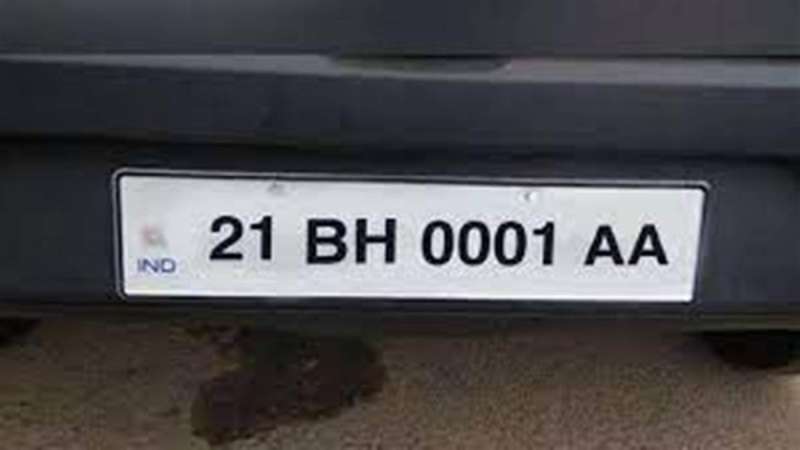 21 BH 0001 AA
IND